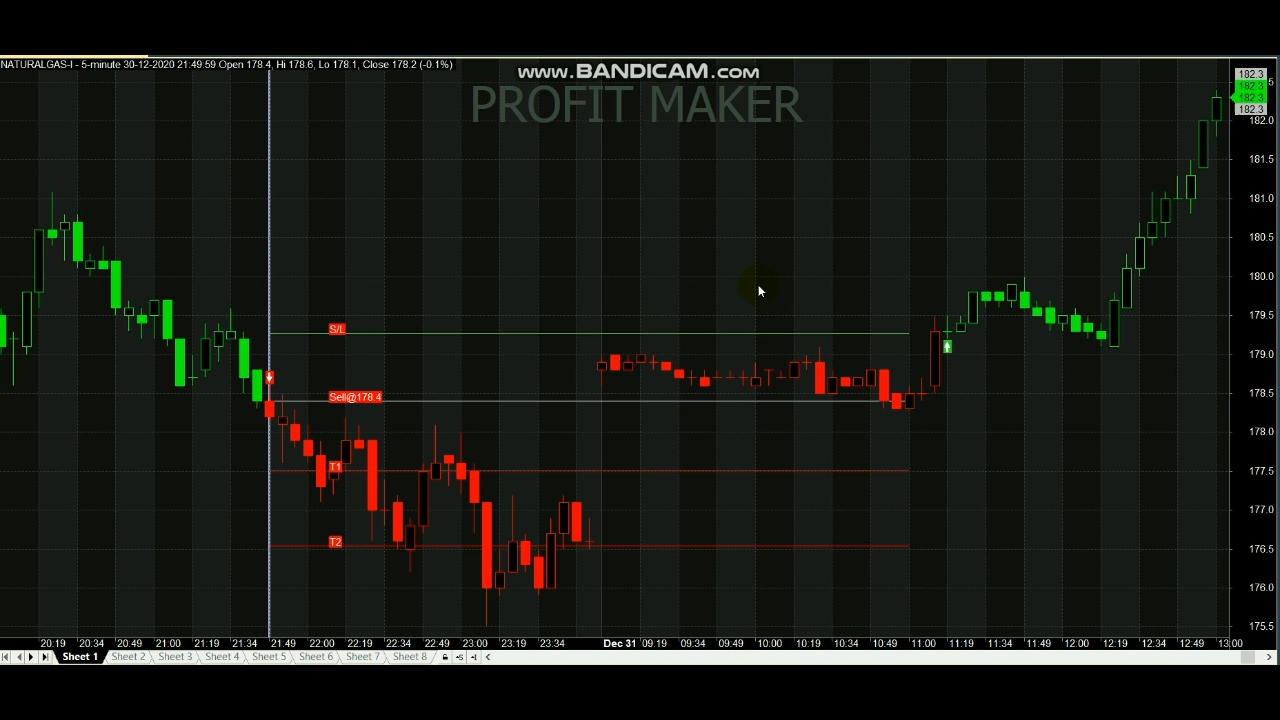 NATURALGAS-I - 5-minute 30-12-2020 21:49:59 Open 178.4, Hi 178.6, Lo 178.1, Close 178.2 (-0.1%)
www.BANDICAM.com
PROFIT MAKER
182.3
182.3
182.3
182.3
182.0
181.5
181.0
180.5
180.0
179.5
179.0
178.5
178.0
177.5
177.0
176.5
176.0
175.5
S/L
Sell@178.4
T1
T2
20:19 20:34 20:49 21:00 21:19 21:34 21:49 22:00 22:19 22:34 22:49 23:00 23:19 23:34 Dec 31 09:19 09:34 09:49 10:00 10:19 10:34 10:49 11:00 11:19 11:34 11:49 12:00 12:19 12:34 12:49 13:00
Sheet 1 Sheet 2 Sheet 3 Sheet 4 Sheet 5 Sheet 6 Sheet 7 Sheet 8